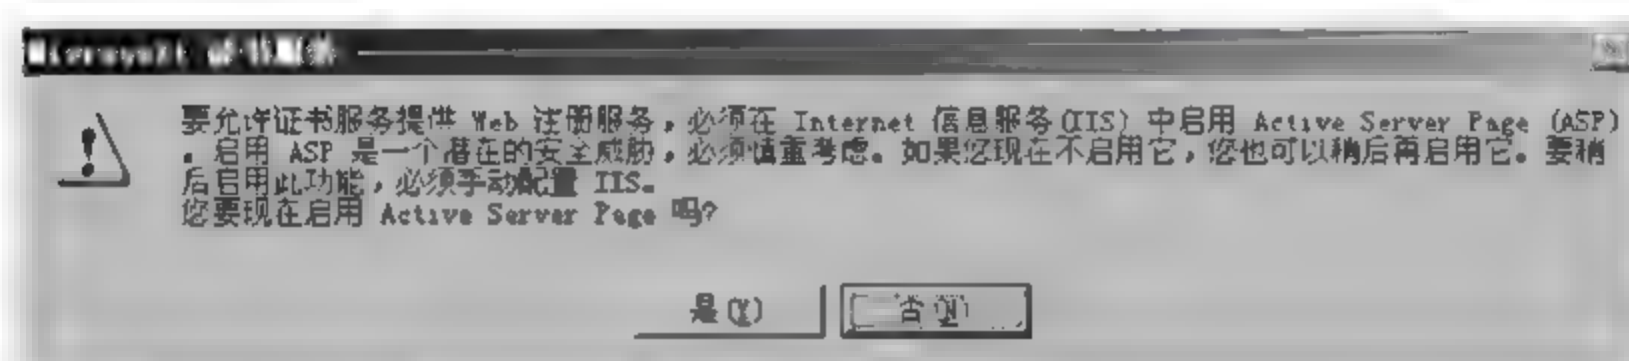 Microsoft 证书服务
要允许证书服务提供 Web 注册服务，必须在 Internet 信息服务(IIS) 中启用 Active Server Page (ASP)
。启用 ASP 是一个潜在的安全威胁，必须慎重考虑。如果您现在不启用它，您也可以稍后再启用它。要稍
后启用此功能，必须手动配置 IIS。
您要现在启用 Active Server Page 吗?
是(Y)
否(N)